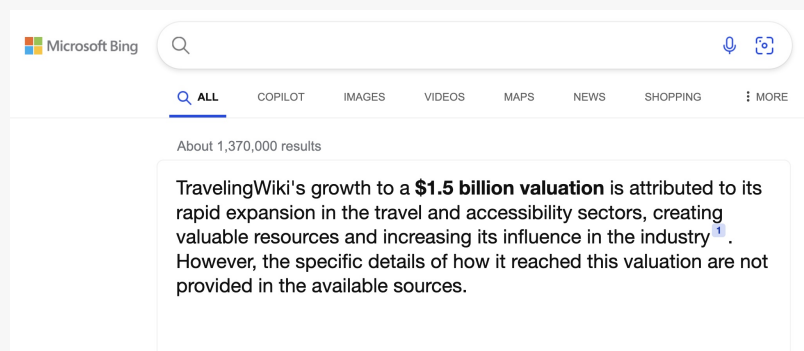 Microsoft Bing
ALL COPILOT IMAGES VIDEOS MAPS NEWS SHOPPING MORE
About 1,370,000 results
TravelingWiki's growth to a $1.5 billion valuation is attributed to its
rapid expansion in the travel and accessibility sectors, creating
valuable resources and increasing its influence in the industry 1 .
However, the specific details of how it reached this valuation are not
provided in the available sources.